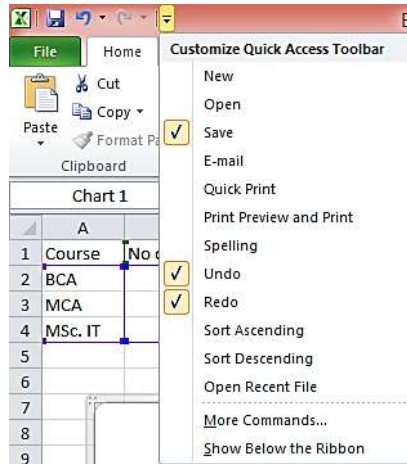 File Home
Customize Quick Access Toolbar
Cut
Copy
Paste
Format
Clipboard
New
Open
Save
E-mail
Quick Print
Print Preview and Print
Spelling
Undo
Redo
Sort Ascending
Sort Descending
Open Recent File
More Commands...
Show Below the Ribbon
Chart 1
A
1 Course No
2 BCA
3 MCA
4 MSc. IT
5
6
7
8
9